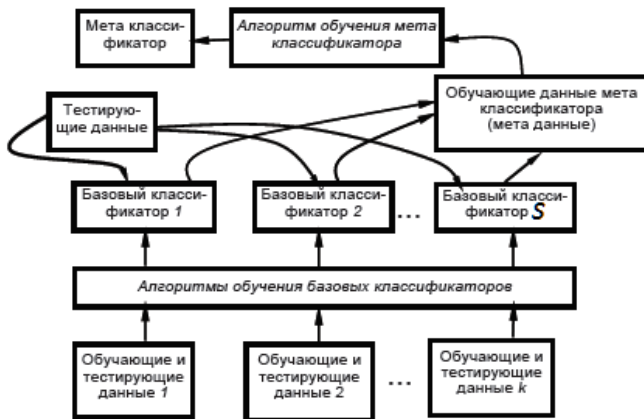 Мета класси-
фикатор
Алгоритм обучения мета
классификатора
Тестирую-
щие данные
Обучающие данные мета
классификатора
(мета данные)
Базовый класси-
фикатор 1
Базовый класси-
фикатор 2
...
Базовый класси-
фикатор S
Алгоритмы обучения базовых классификаторов
Обучающие и
тестирующие
данные 1
Обучающие и
тестирующие
данные 2
...
Обучающие и
тестирующие
данные k